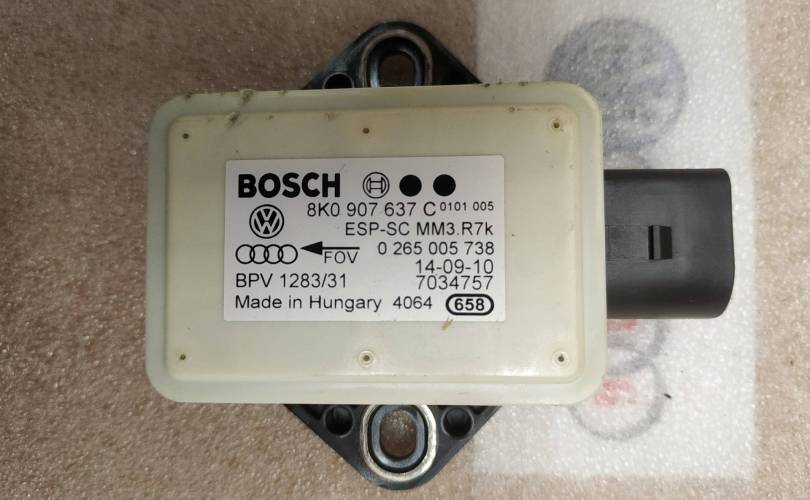 BOSCH
8K0 907 637 C 0101 005
ESP-SC MM3.R7k
FOV 0 265 005 738
14-09-10
BPV 1283/31 7034757
Made in Hungary 4064 658